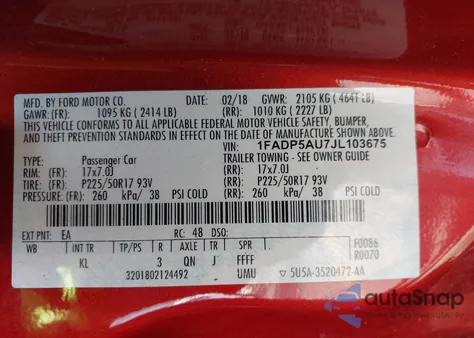 MFD. BY FORD MOTOR CO.
DATE: 02/18 GVWR: 2105 KG ( 4641 LB)
GAWR: (FR): 1095 KG ( 2414 LB) (RR): 1010 KG ( 2227 LB)
THIS VEHICLE CONFORMS TO ALL APPLICABLE FEDERAL MOTOR VEHICLE SAFETY, BUMPER,
AND THEFT PREVENTION STANDARDS IN EFFECT ON THE DATE OF MANUFACTURE SHOWN ABOVE.
VIN: 1FADP5AU7JL103675
TYPE: Passenger Car TRAILER TOWING - SEE OWNER GUIDE
RIM: (FR) 17x7.0J (RR) 17x7.0J
TIRE: (FR) P225/50R17 93V (RR) P225/50R17 93V
PRESSURE: (FR) 260 kPa/ 38 PSI COLD (RR) 260 kPa/ 38 PSI COLD
EXT PNT: EA RC: 48 DSO: F0086
WB INT TR TP/PS R AXLE TR SPR R0070
KL 3 QN J FFFF
3201802124492 UMU 5U5A-3520472-AA
autoSnap